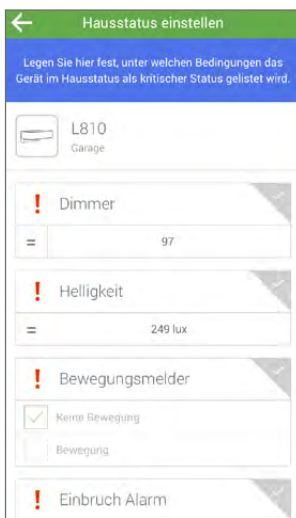 Hausstatus einstellen
Legen Sie hier fest, unter welchen Bedingungen das
Gerät im Hausstatus als kritischer Status gelistet wird.
L810
Garage
! Dimmer
= 97
! Helligkeit
= 249 lux
! Bewegungsmelder
Keine Bewegung
Bewegung
! Einbruch Alarm